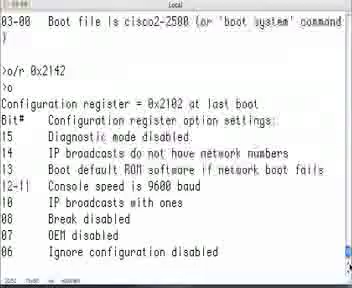 Local
03-00 Boot file is cisco2-2500 (or 'boot system' command
)
>o/r 0x2142
>o
Configuration register = 0x2102 at last boot
Bit# Configuration register option settings:
15 Diagnostic mode disabled
14 IP broadcasts do not have network numbers
13 Boot default ROM software if network boot fails
12-11 Console speed is 9600 baud
10 IP broadcasts with ones
08 Break disabled
07 OEM disabled
06 Ignore configuration disabled